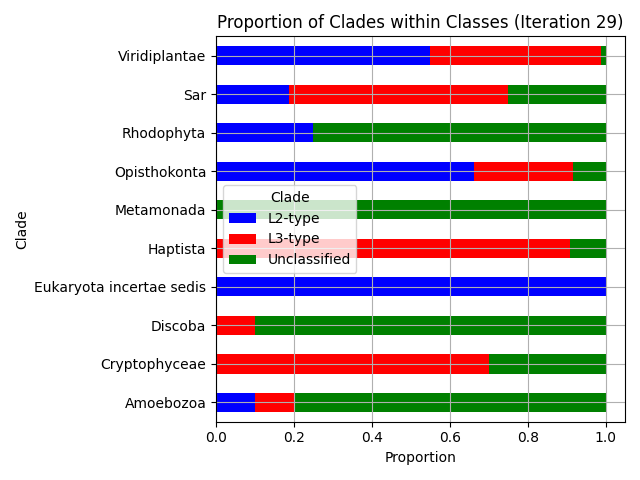 Proportion of Clades within Classes (Iteration 29)
Viridiplantae
Sar
Rhodophyta
Opisthokonta
Metamonada
Haptista
Eukaryota incertae sedis
Discoba
Cryptophyceae
Amoebozoa
Clade
Clade
L2-type
L3-type
Unclassified
0.0 0.2 0.4 0.6 0.8 1.0
Proportion